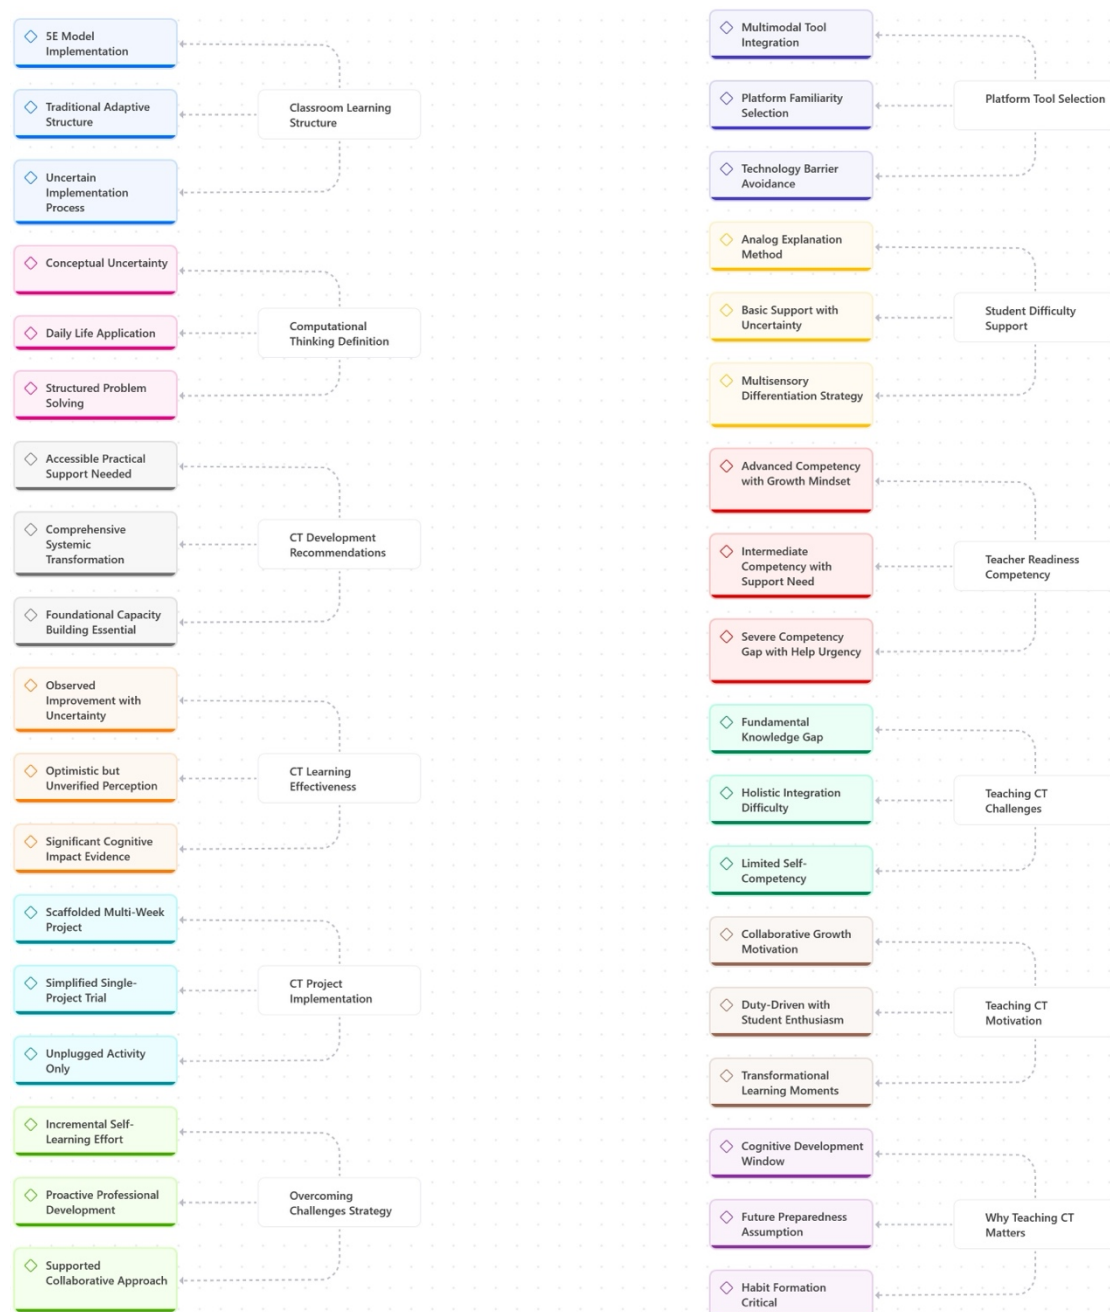 5E Model
Implementation
Traditional Adaptive
Structure
Uncertain
Implementation
Process
Classroom Learning
Structure
Conceptual Uncertainty
Daily Life Application
Structured Problem
Solving
Computational
Thinking Definition
Accessible Practical
Support Needed
Comprehensive
Systemic
Transformation
Foundational Capacity
Building Essential
CT Development
Recommendations
Observed
Improvement with
Uncertainty
Optimistic but
Unverified Perception
Significant Cognitive
Impact Evidence
CT Learning
Effectiveness
Scaffolded Multi-Week
Project
Simplified Single-
Project Trial
Unplugged Activity
Only
CT Project
Implementation
Incremental Self-
Learning Effort
Proactive Professional
Development
Supported
Collaborative Approach
Overcoming
Challenges Strategy
Multimodal Tool
Integration
Platform Familiarity
Selection
Technology Barrier
Avoidance
Platform Tool Selection
Analog Explanation
Method
Basic Support with
Uncertainty
Multisensory
Differentiation Strategy
Student Difficulty
Support
Advanced Competency
with Growth Mindset
Intermediate
Competency with
Support Need
Severe Competency
Gap with Help Urgency
Teacher Readiness
Competency
Fundamental
Knowledge Gap
Holistic Integration
Difficulty
Limited Self-
Competency
Teaching CT
Challenges
Collaborative Growth
Motivation
Duty-Driven with
Student Enthusiasm
Transformational
Learning Moments
Teaching CT
Motivation
Cognitive Development
Window
Future Preparedness
Assumption
Habit Formation
Critical
Why Teaching CT
Matters